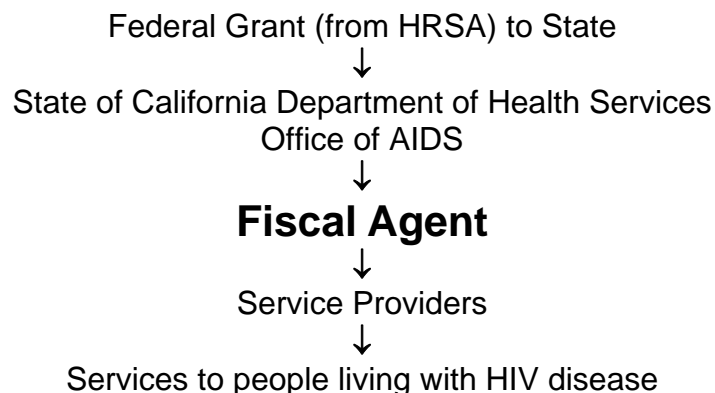 Federal Grant (from HRSA) to State
↓
State of California Department of Health Services
Office of AIDS
↓
Fiscal Agent
↓
Service Providers
↓
Services to people living with HIV disease